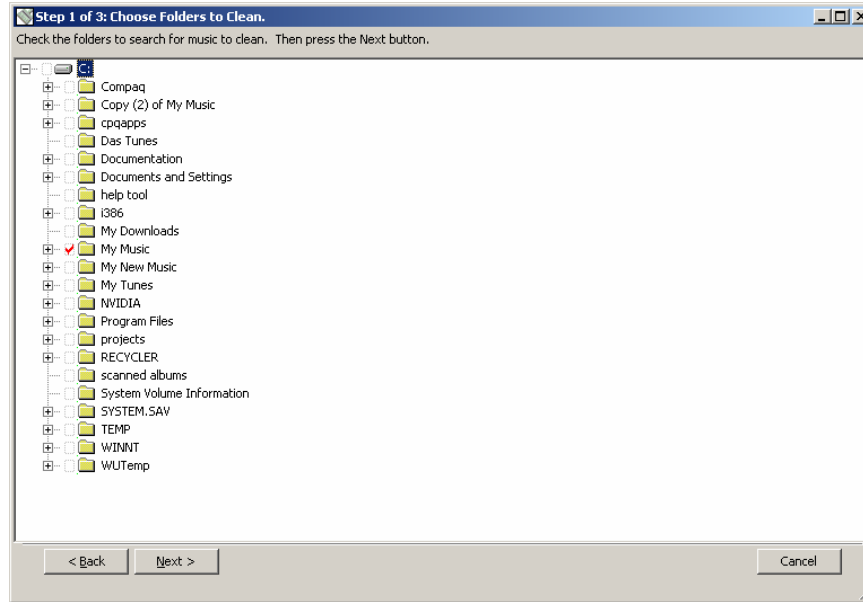 Step 1 of 3: Choose Folders to Clean.
Check the folders to search for music to clean.  Then press the Next button.
C:
Compaq
Copy (2) of My Music
cpqapps
Das Tunes
Documentation
Documents and Settings
help tool
i386
My Downloads
My Music
My New Music
My Tunes
NVIDIA
Program Files
projects
RECYCLER
scanned albums
System Volume Information
SYSTEM.SAV
TEMP
WINNT
WUTemp
< Back Next > Cancel